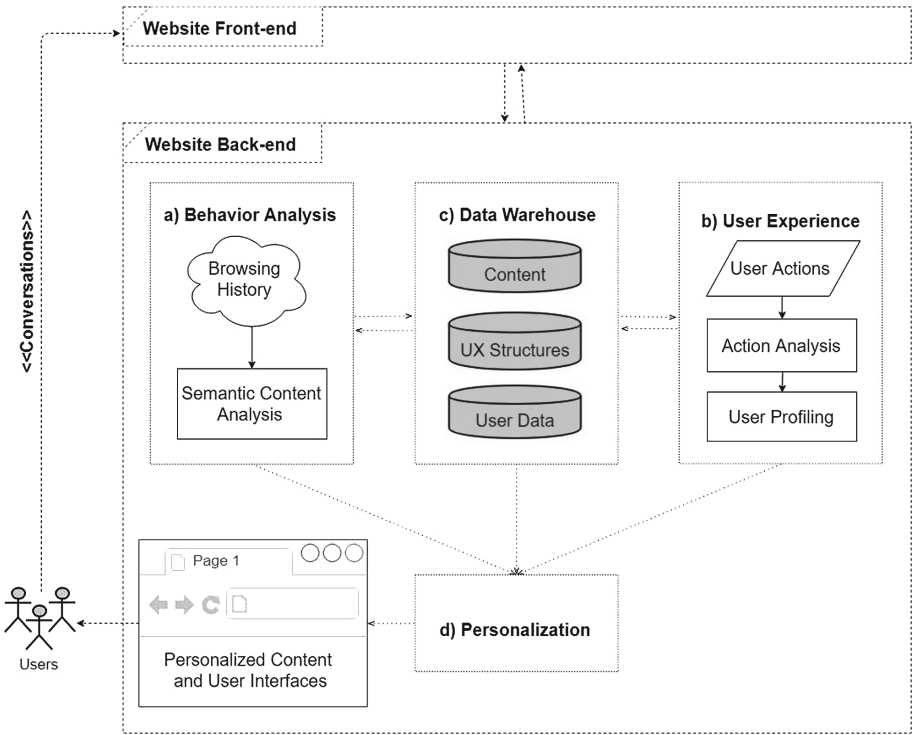 Website Front-end
<<Conversations>>
Website Back-end
a) Behavior Analysis
Browsing
History
Semantic Content
Analysis
c) Data Warehouse
Content
UX Structures
User Data
b) User Experience
User Actions
Action Analysis
User Profiling
Page 1
Personalized Content
and User Interfaces
d) Personalization
Users